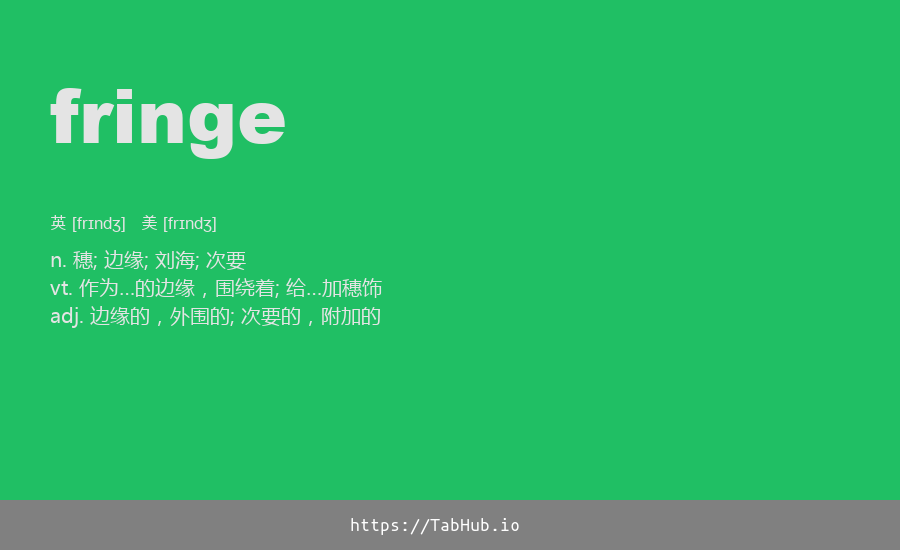 fringe
英 [frɪndʒ] 美 [frɪndʒ]
n. 穗; 边缘; 刘海; 次要
vt. 作为…的边缘，围绕着; 给…加穗饰
adj. 边缘的，外围的; 次要的，附加的
https://TabHub.io